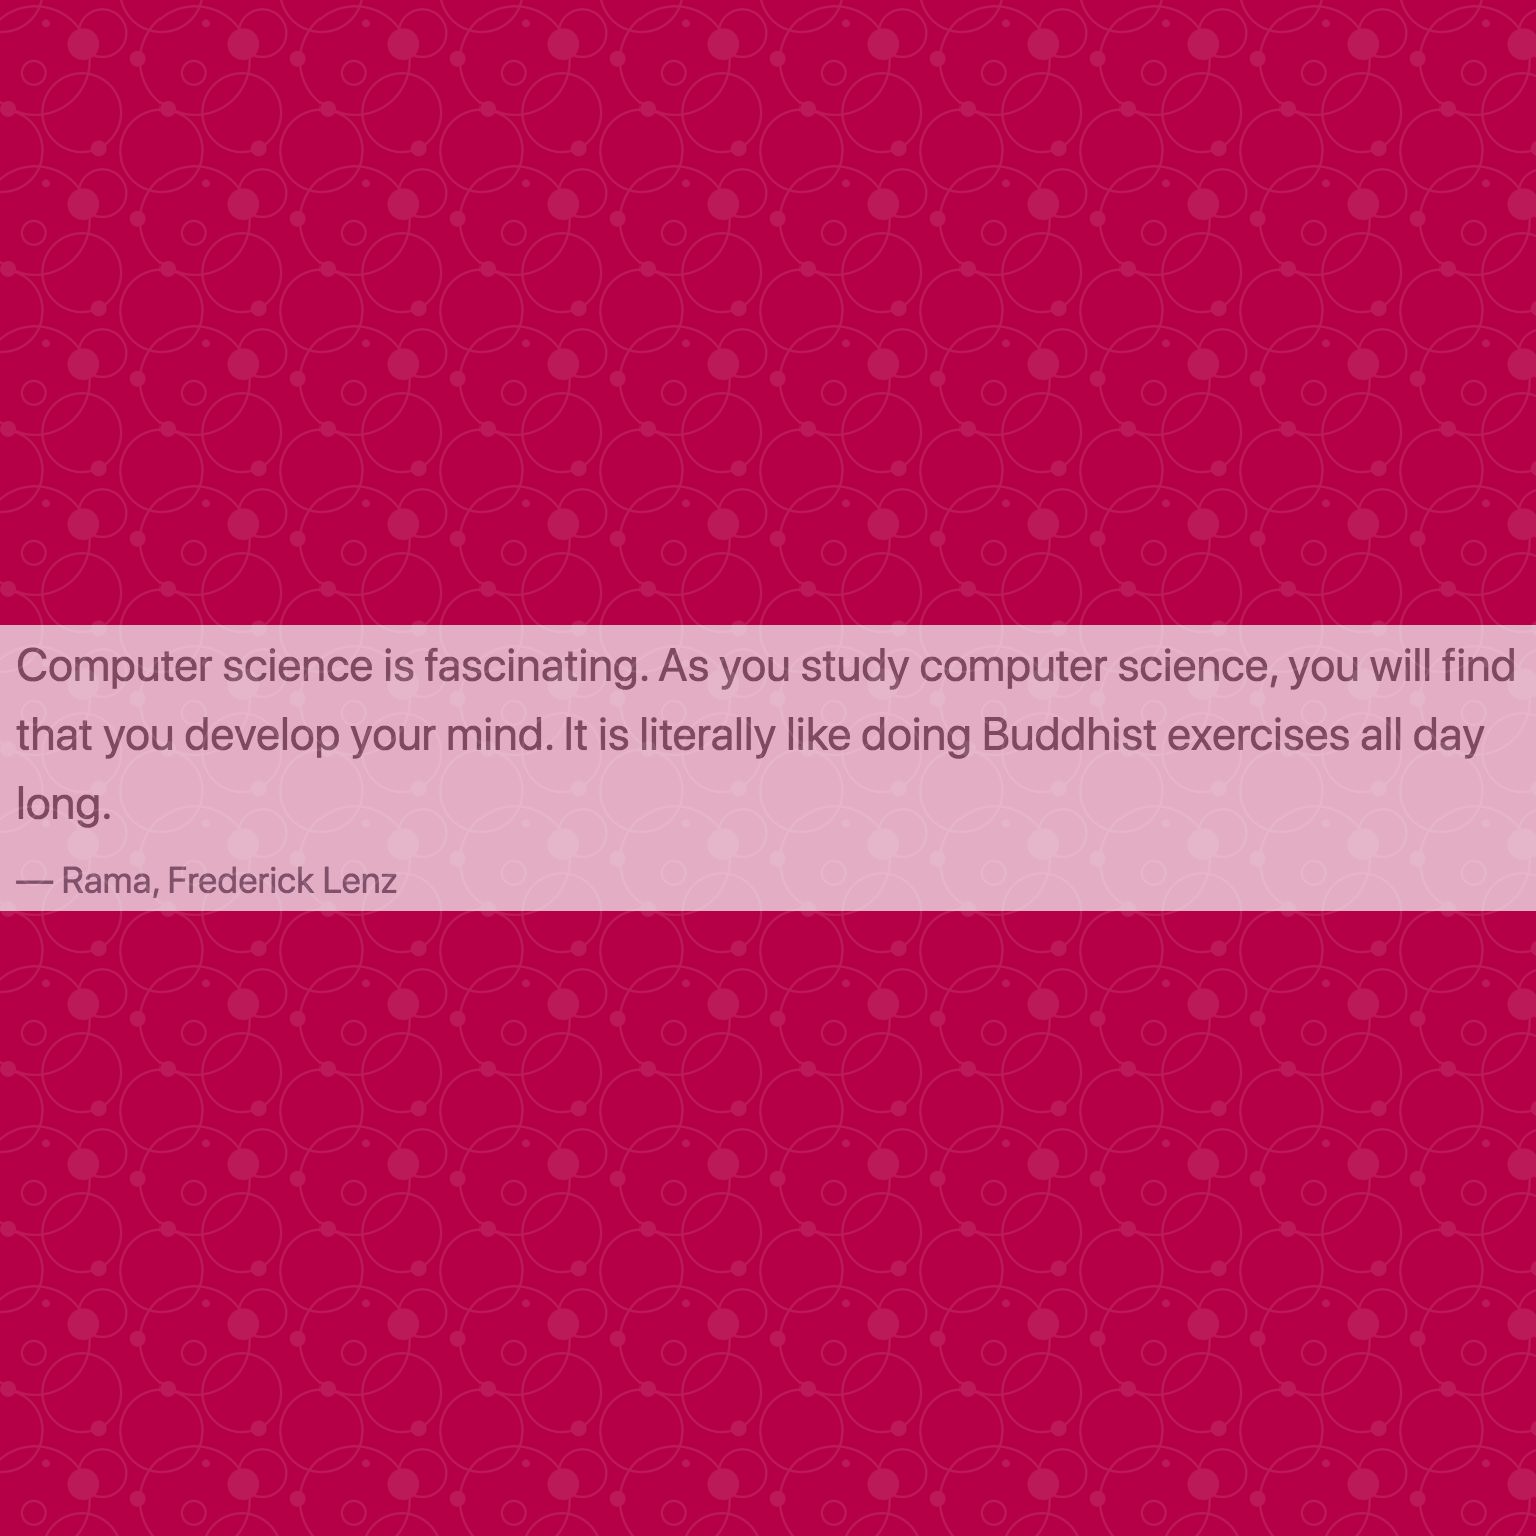 Computer science is fascinating. As you study computer science, you will find
that you develop your mind. It is literally like doing Buddhist exercises all day
long.
— Rama, Frederick Lenz